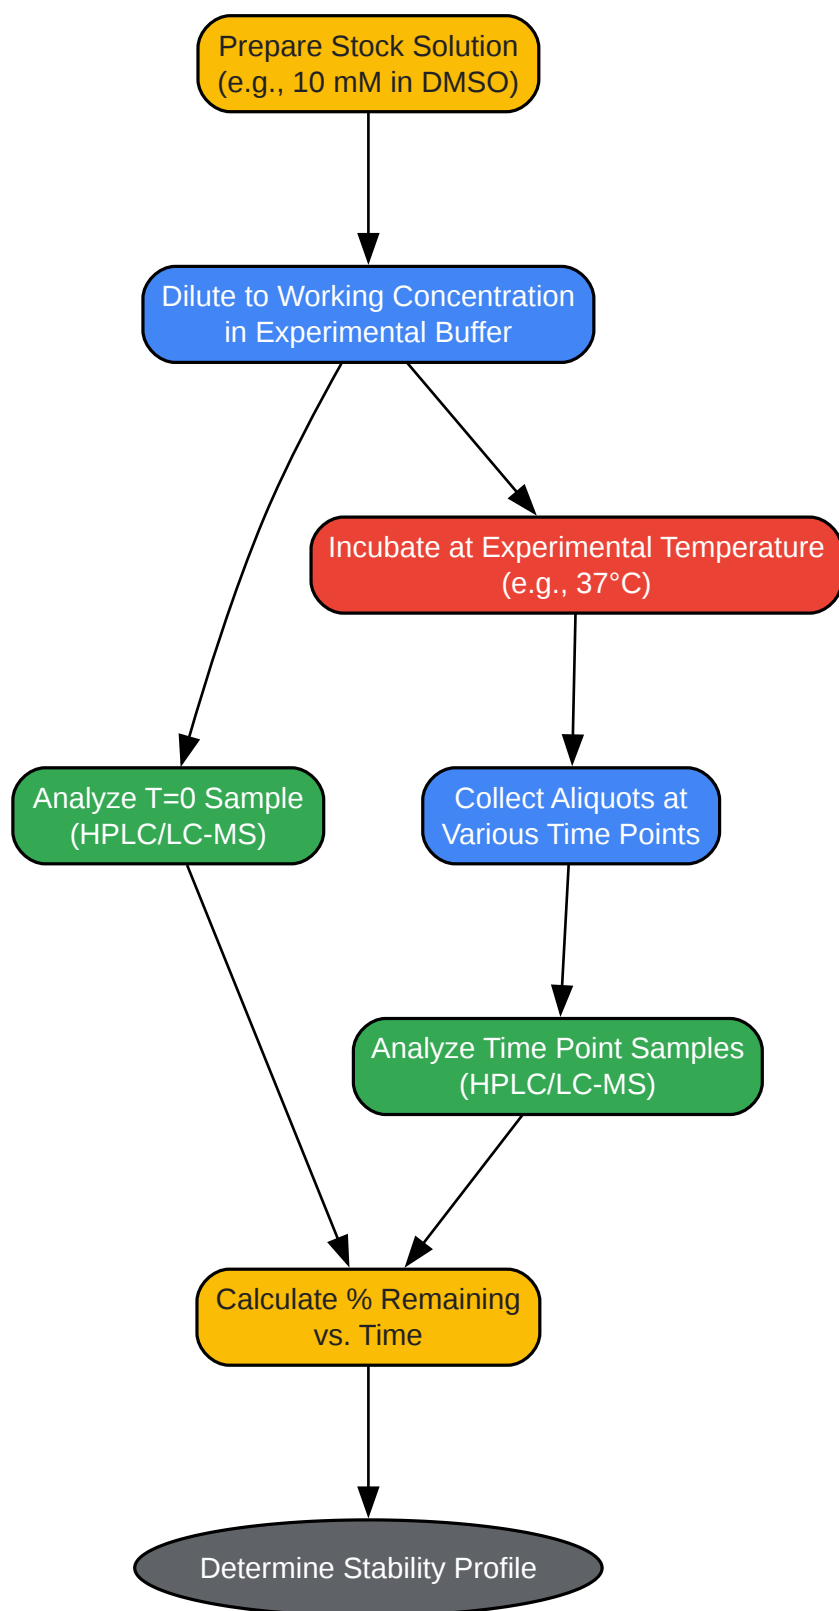 Prepare Stock Solution
(e.g., 10 mM in DMSO)
Dilute to Working Concentration
in Experimental Buffer
Incubate at Experimental Temperature
(e.g., 37°C)
Analyze T=0 Sample
(HPLC/LC-MS)
Collect Aliquots at
Various Time Points
Analyze Time Point Samples
(HPLC/LC-MS)
Calculate % Remaining
vs. Time
Determine Stability Profile